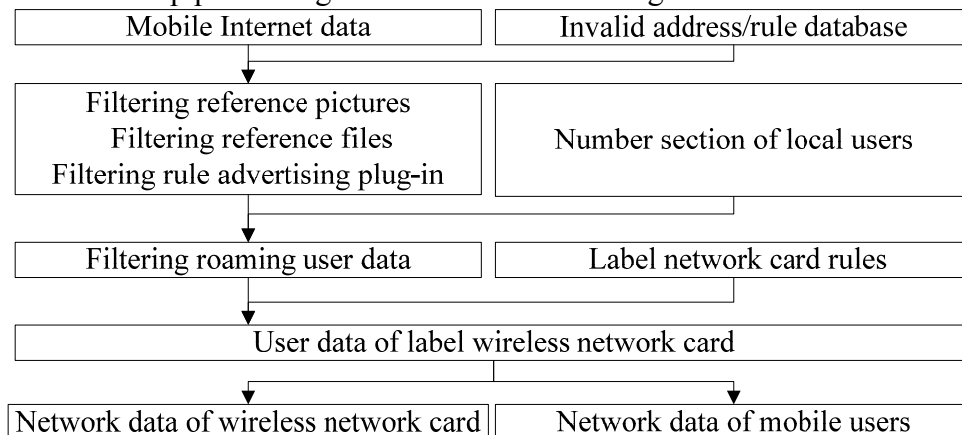 Mobile Internet data
Invalid address/rule database
Filtering reference pictures
Filtering reference files
Filtering rule advertising plug-in
Number section of local users
Filtering roaming user data
Label network card rules
User data of label wireless network card
Network data of wireless network card
Network data of mobile users